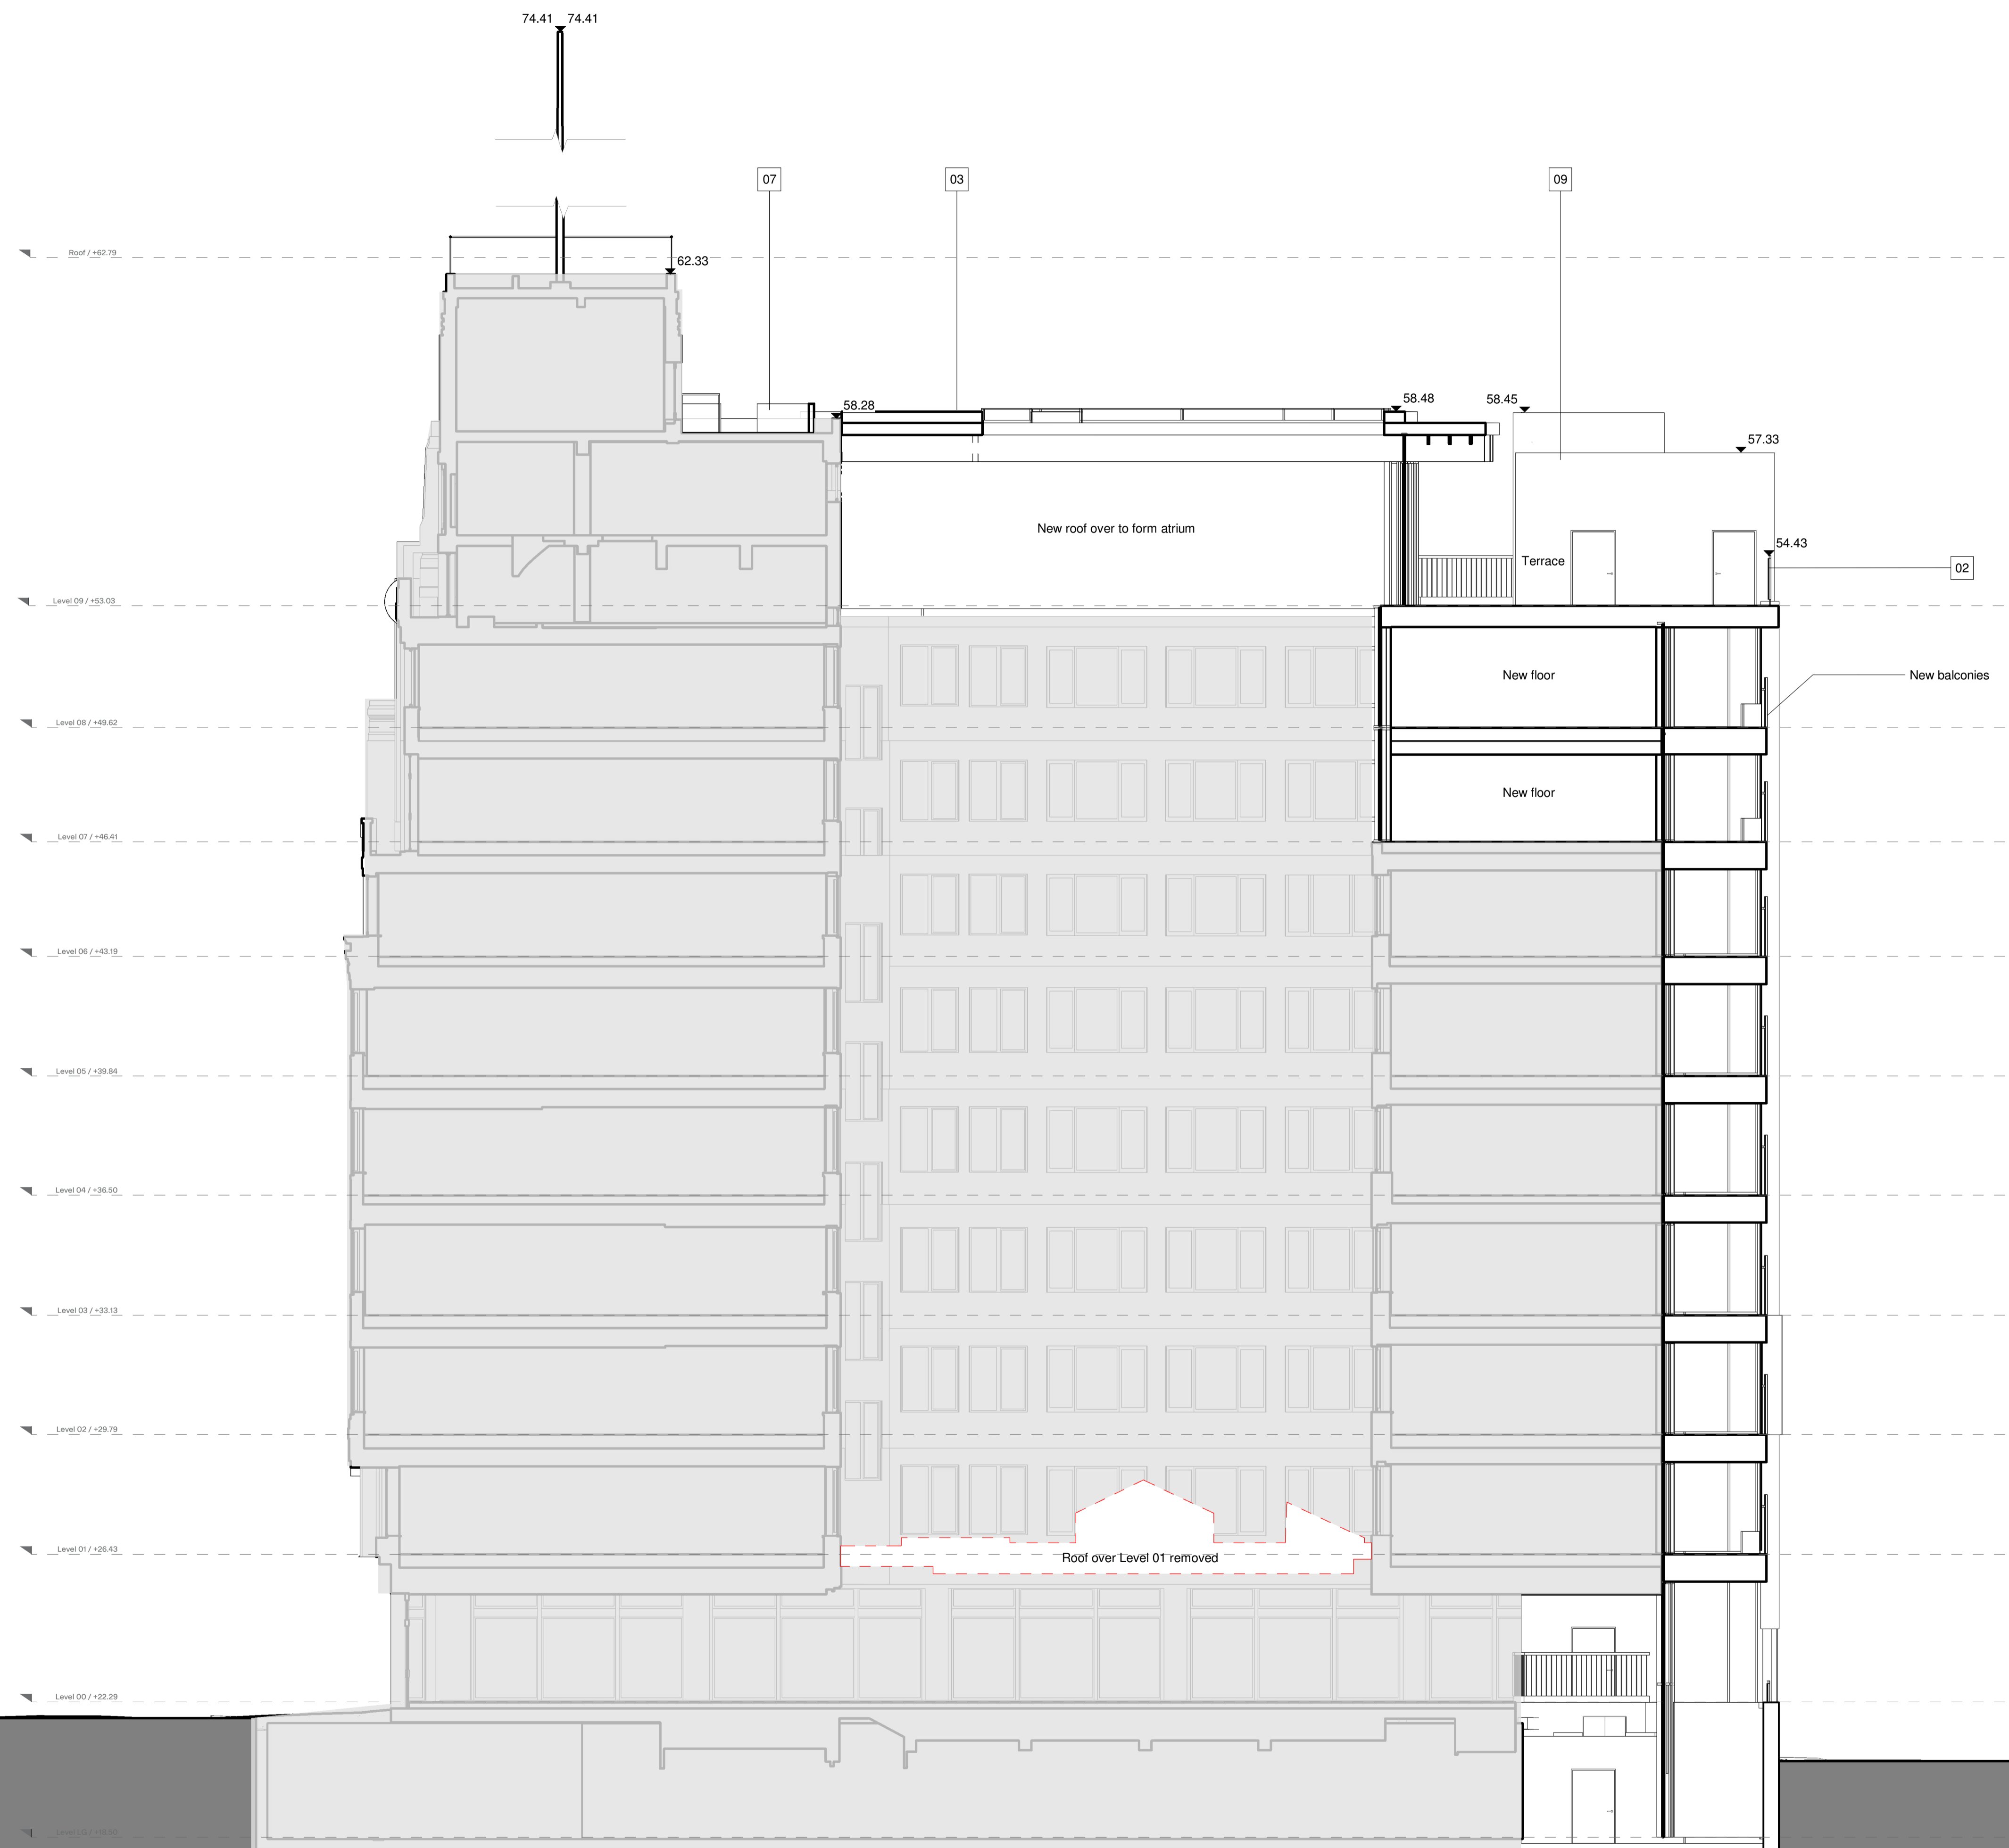 74.41 74.41
07
03
09
Roof / +62.79
62.33
58.28
58.48
58.45
57.33
New roof over to form atrium
54.43
Terrace
02
Level 09 / +53.03
New floor
New balconies
Level 08 / +49.62
New floor
Level 07 / +46.41
Level 06 / +43.19
Level 05 / +39.84
Level 04 / +36.50
Level 03 / +33.13
Level 02 / +29.79
Level 01 / +26.43
Roof over Level 01 removed
Level 00 / +22.29